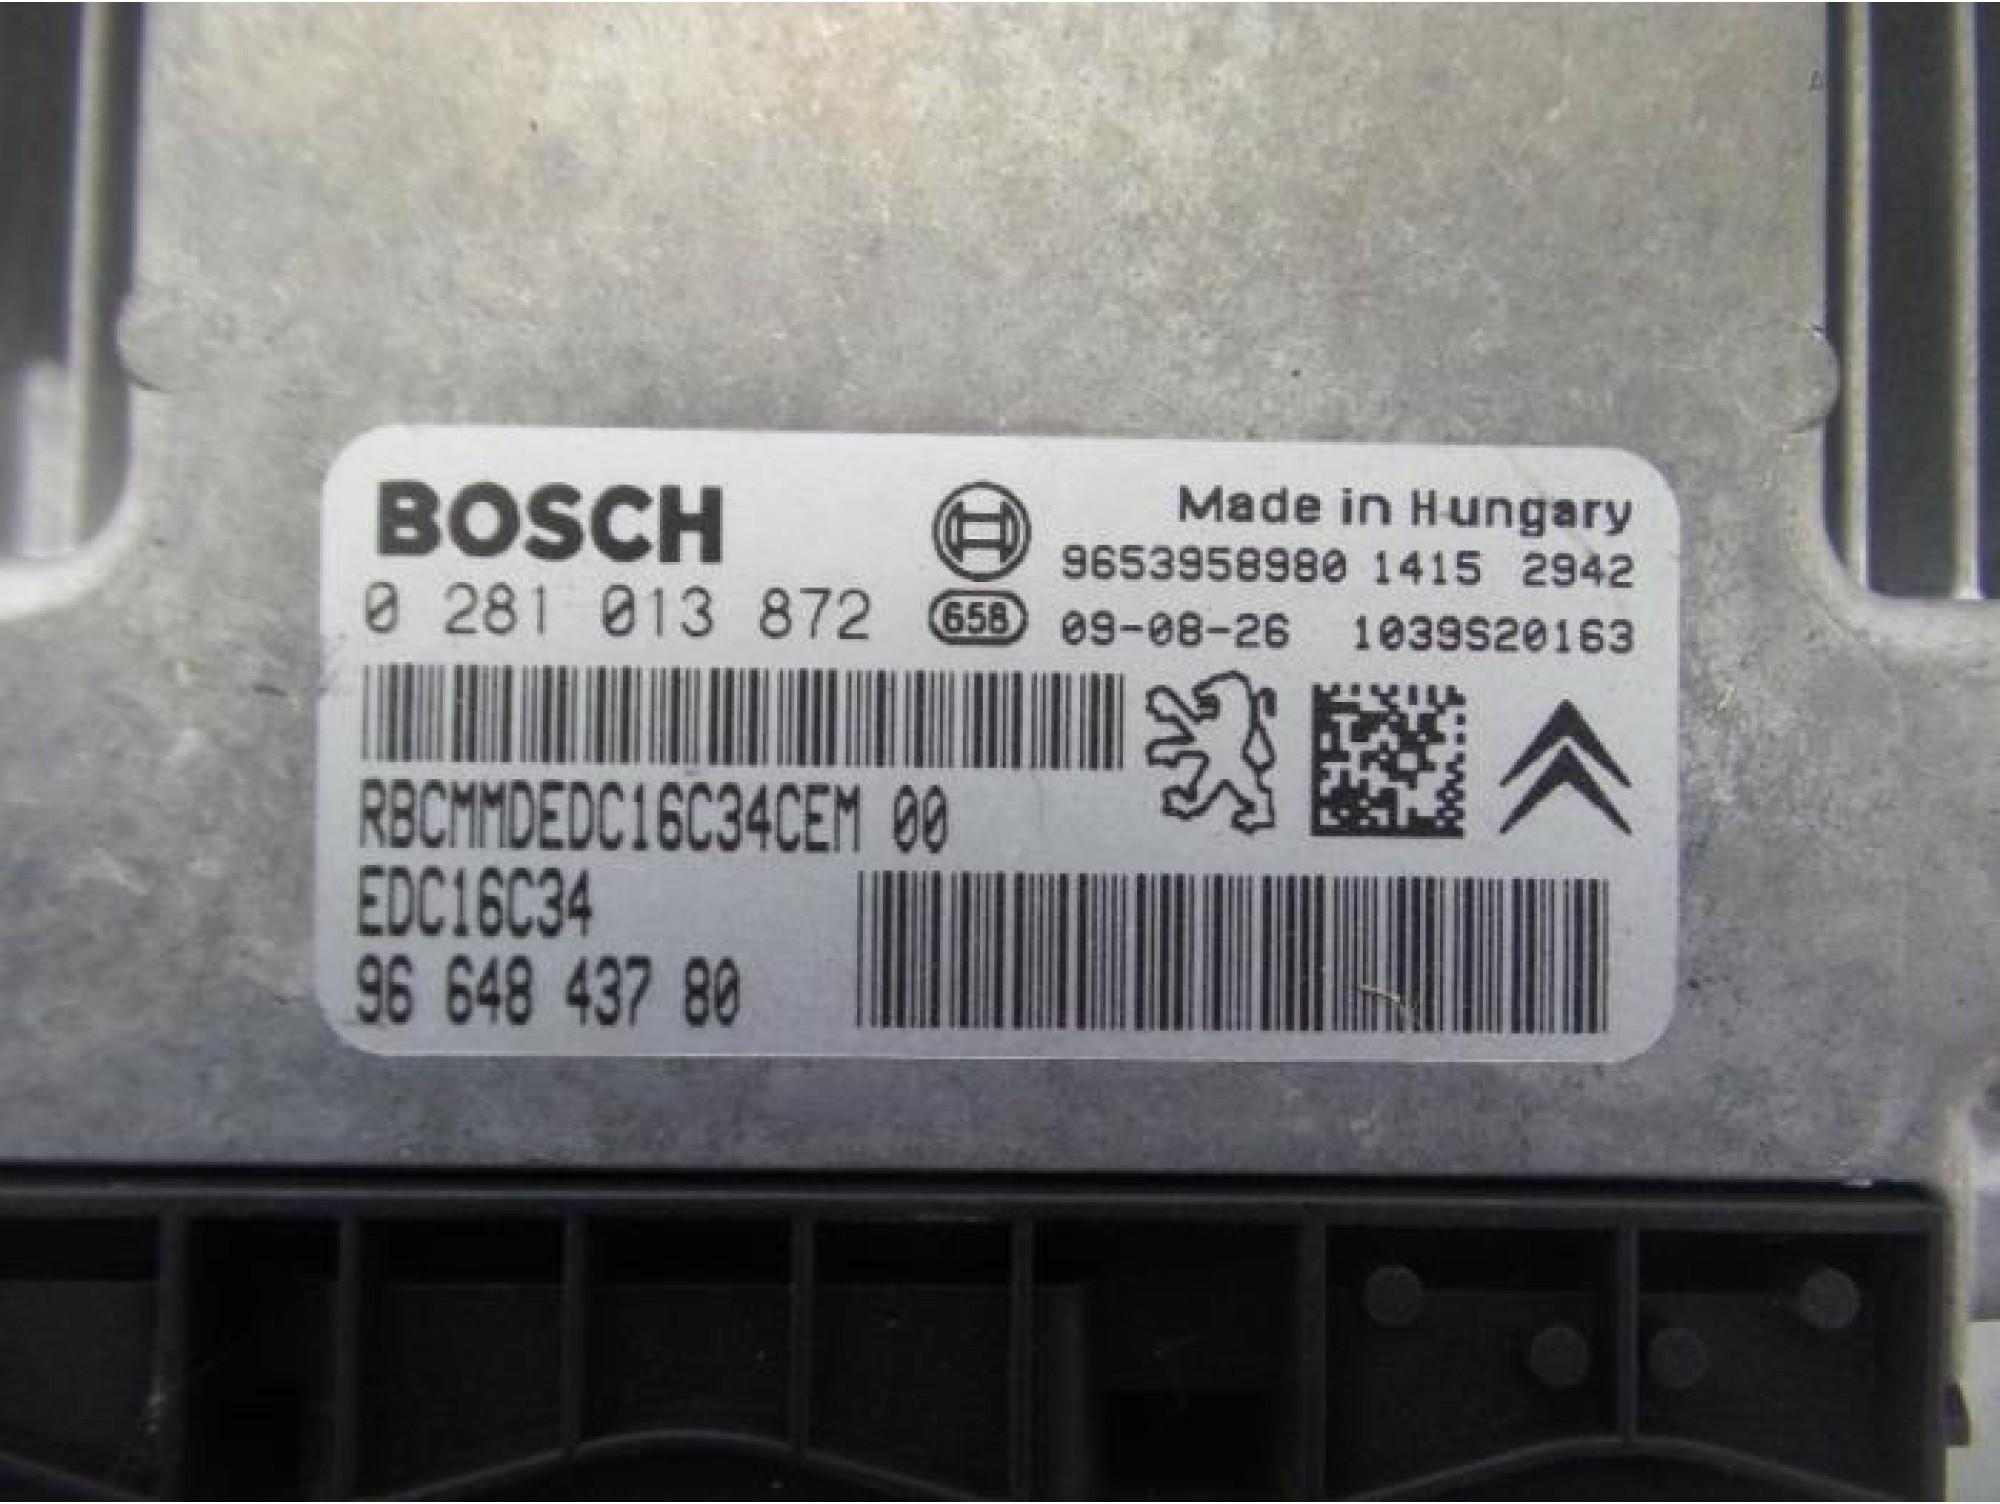 BOSCH
Made in Hungary
9653958980 1415 2942
0 281 013 872
658
09-08-26 1039S20163
RBCMMDEDC16C34CEM 00
EDC16C34
96 648 437 80